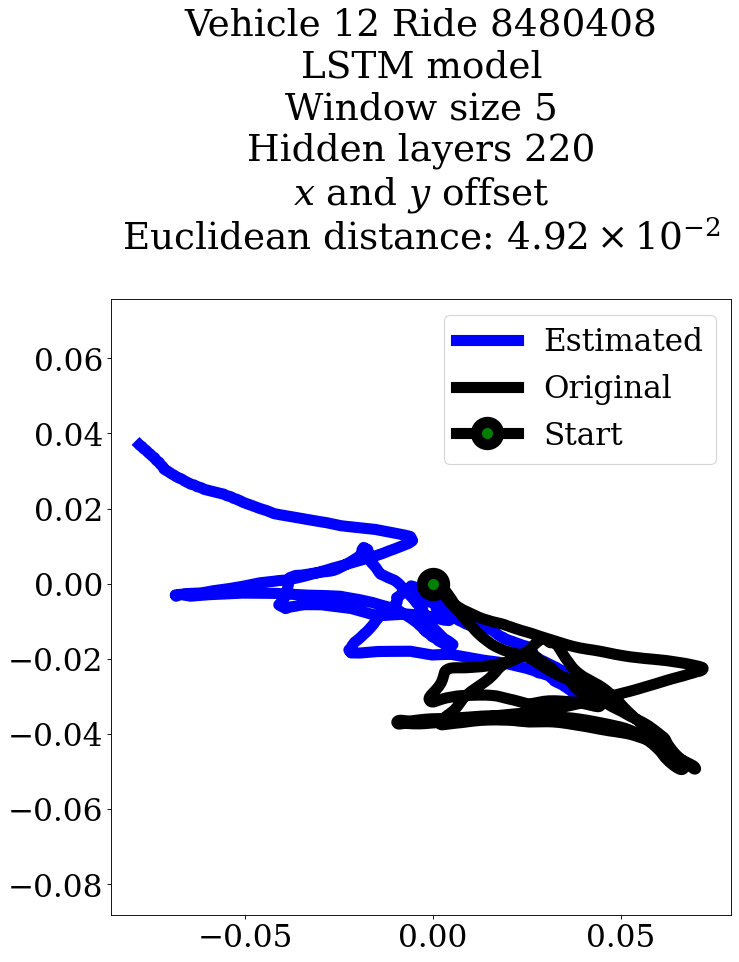 Vehicle 12 Ride 8480408
LSTM model
Window size 5
Hidden layers 220
x and y offset
Euclidean distance: 4.92 × 10⁻²
Estimated
Original
Start
0.06
0.04
0.02
0.00
−0.02
−0.04
−0.06
−0.08
−0.05 0.00 0.05